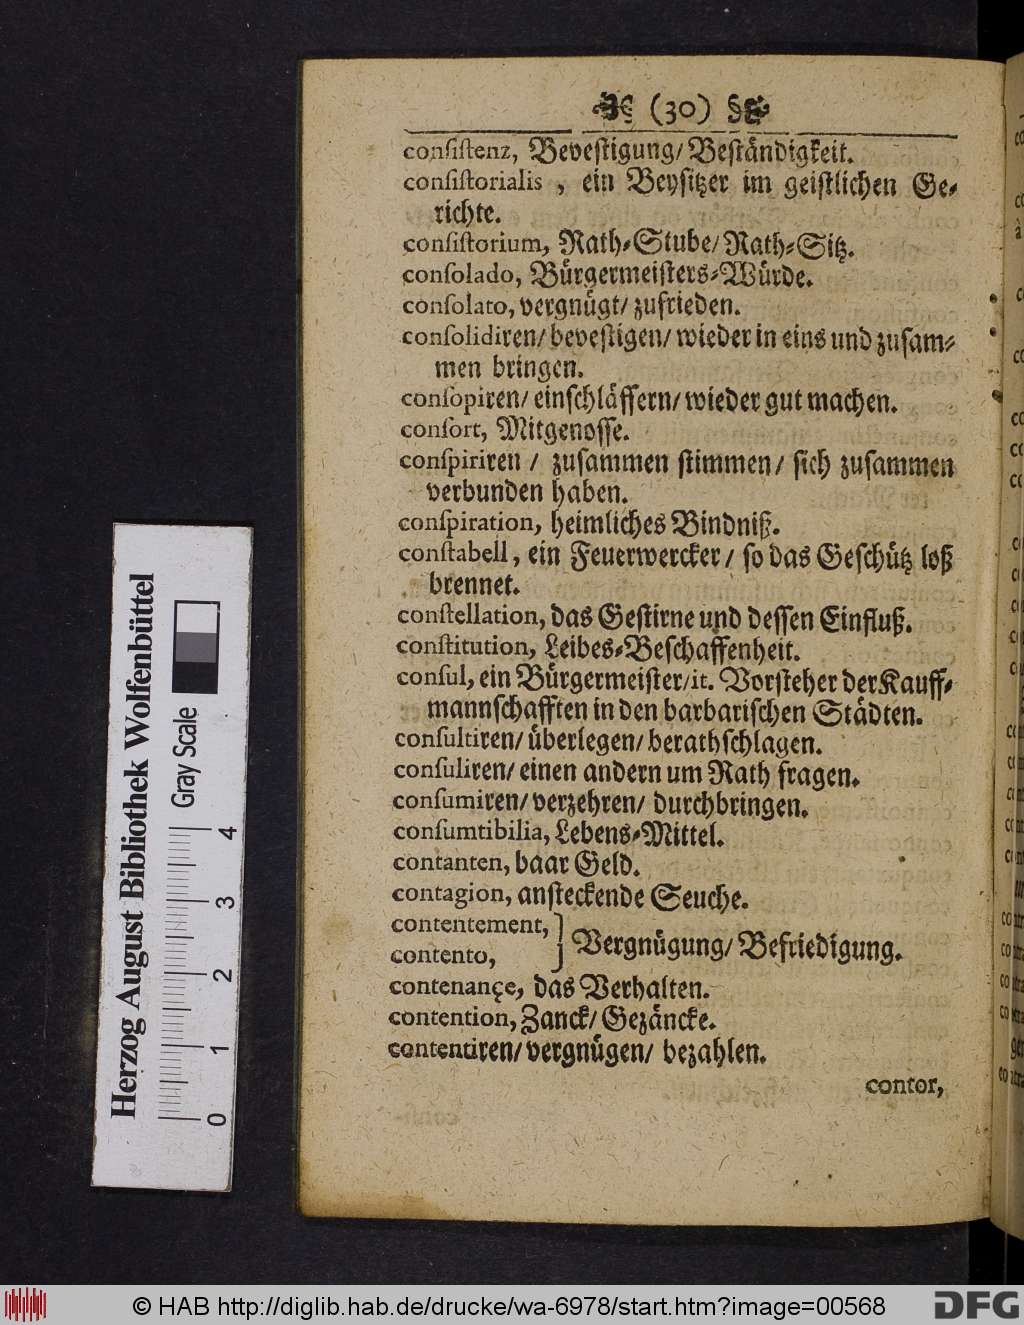 (30)
consistenz, Bevestigung/ Beständigkeit.
consistorialis, ein Beysitzer im geistlichen Ge-
richte.
consistorium, Rath-Stube/ Rath-Sitz.
consolado, Bürgermeisters-Würde.
consolato, vergnügt/ zufrieden.
consolidiren/ bevestigen/ wieder in eins und zusam-
men bringen.
consopiren/ einschläffern/ wieder gut machen.
consort, Mitgenosse.
conspiriren / zusammen stimmen/ sich zusammen
verbunden haben.
conspiration, heimliches Bindniß.
constabell, ein Feuerwercker/ so das Geschütz loß
brennet.
constellation, das Gestirne und dessen Einfluß.
constitution, Leibes-Beschaffenheit.
consul, ein Bürgermeister/it. Vorsteher der Kauff-
mannschafften in den barbarischen Städten.
consultiren/ überlegen/ berathschlagen.
consuliren/ einen andern um Rath fragen.
consumiren/ verzehren/ durchbringen.
consumtibilia, Lebens-Mittel.
contanten, baar Geld.
contagion, ansteckende Seuche.
contentement,
contento, } Vergnügung/ Befriedigung.
contenançe, das Verhalten.
contention, Zanck/ Gezäncke.
contentiren/ vergnügen/ bezahlen.
contor,
Herzog August Bibliothek Wolfenbüttel
Gray Scale
0 1 2 3 4
© HAB http://diglib.hab.de/drucke/wa-6978/start.htm?image=00568
DFG